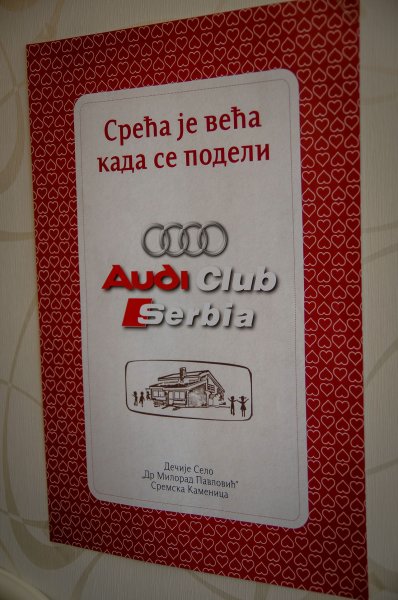 Срећа је већа
када се подели
Audi Club
Serbia
Дечије Село
„Др Милорад Павловић"
Сремска Каменица